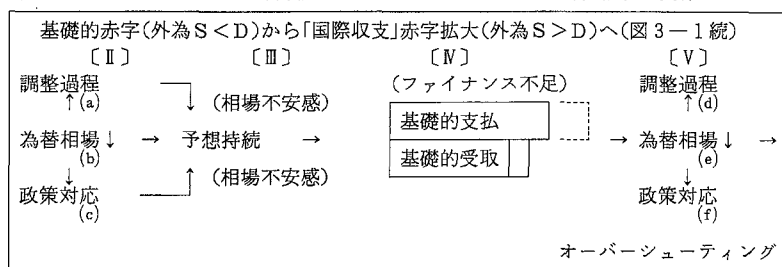 基礎的赤字(外為S<D)から「国際収支」赤字拡大(外為S>D)へ(図3-1続)
〔Ⅱ〕 〔Ⅲ〕 〔Ⅳ〕 〔Ⅴ〕
調整過程 (ファイナンス不足) 調整過程
↑(a) ↓ (相場不安感) ↑(d)
基礎的支払
為替相場↓ → 予想持続 → → 為替相場↓ →
(b) 基礎的受取 (e)
↓ ↑ (相場不安感) ↓
政策対応 政策対応
(c) (f)
オーバーシューティング